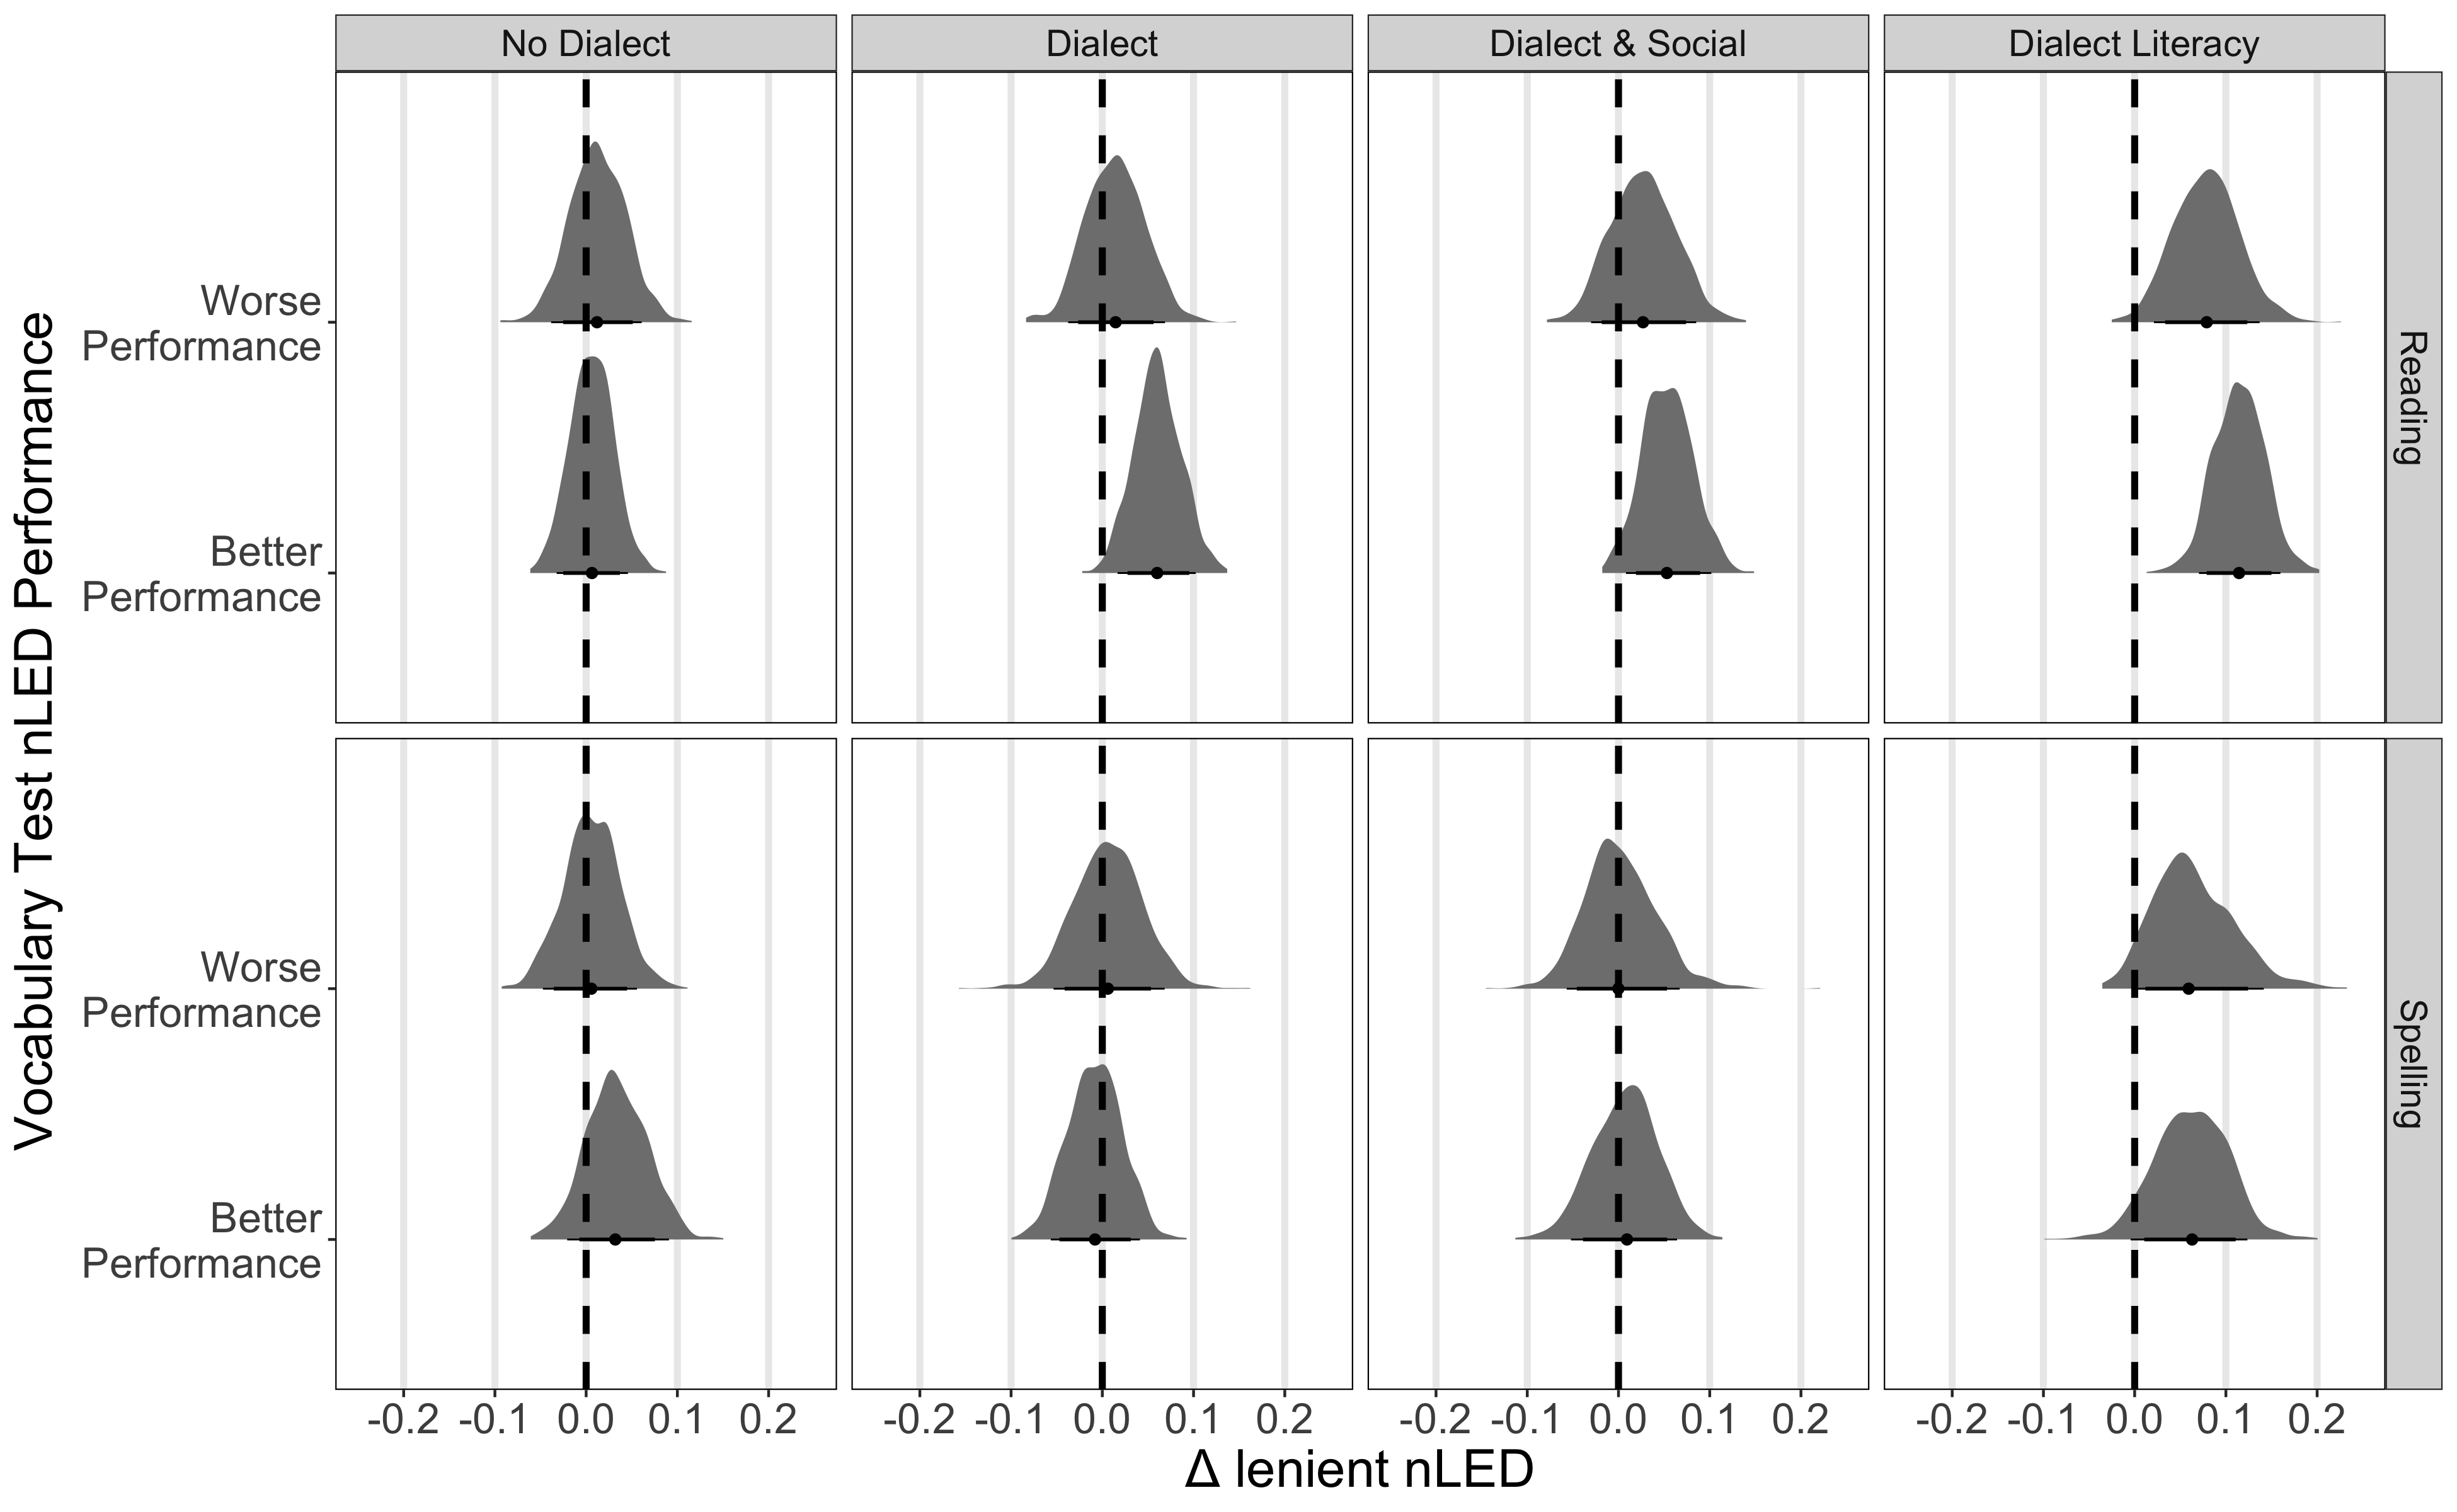 No Dialect
Dialect
Dialect & Social
Dialect Literacy
Vocabulary Test nLED Performance
Worse
Performance
Better
Performance
Reading
Worse
Performance
Better
Performance
Spelling
-0.2 -0.1 0.0 0.1 0.2
-0.2 -0.1 0.0 0.1 0.2
-0.2 -0.1 0.0 0.1 0.2
-0.2 -0.1 0.0 0.1 0.2
Δ lenient nLED